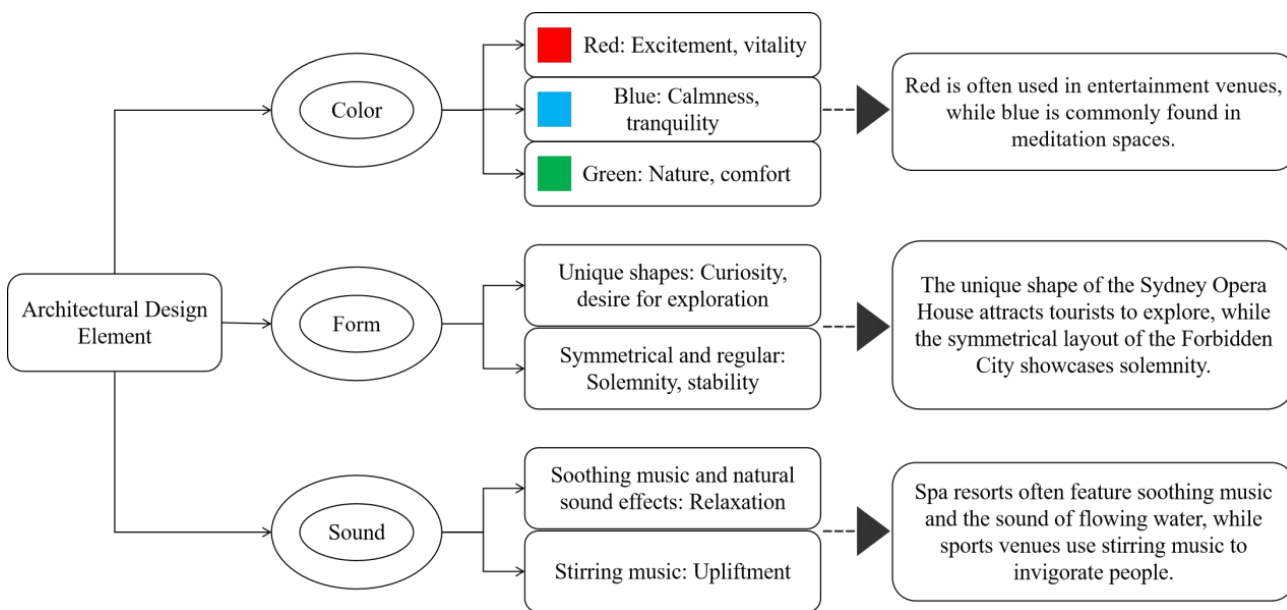 Architectural Design
Element
Color
Red: Excitement, vitality
Blue: Calmness,
tranquility
Green: Nature, comfort
Red is often used in entertainment venues,
while blue is commonly found in
meditation spaces.
Form
Unique shapes: Curiosity,
desire for exploration
Symmetrical and regular:
Solemnity, stability
The unique shape of the Sydney Opera
House attracts tourists to explore, while
the symmetrical layout of the Forbidden
City showcases solemnity.
Sound
Soothing music and natural
sound effects: Relaxation
Stirring music: Upliftment
Spa resorts often feature soothing music
and the sound of flowing water, while
sports venues use stirring music to
invigorate people.